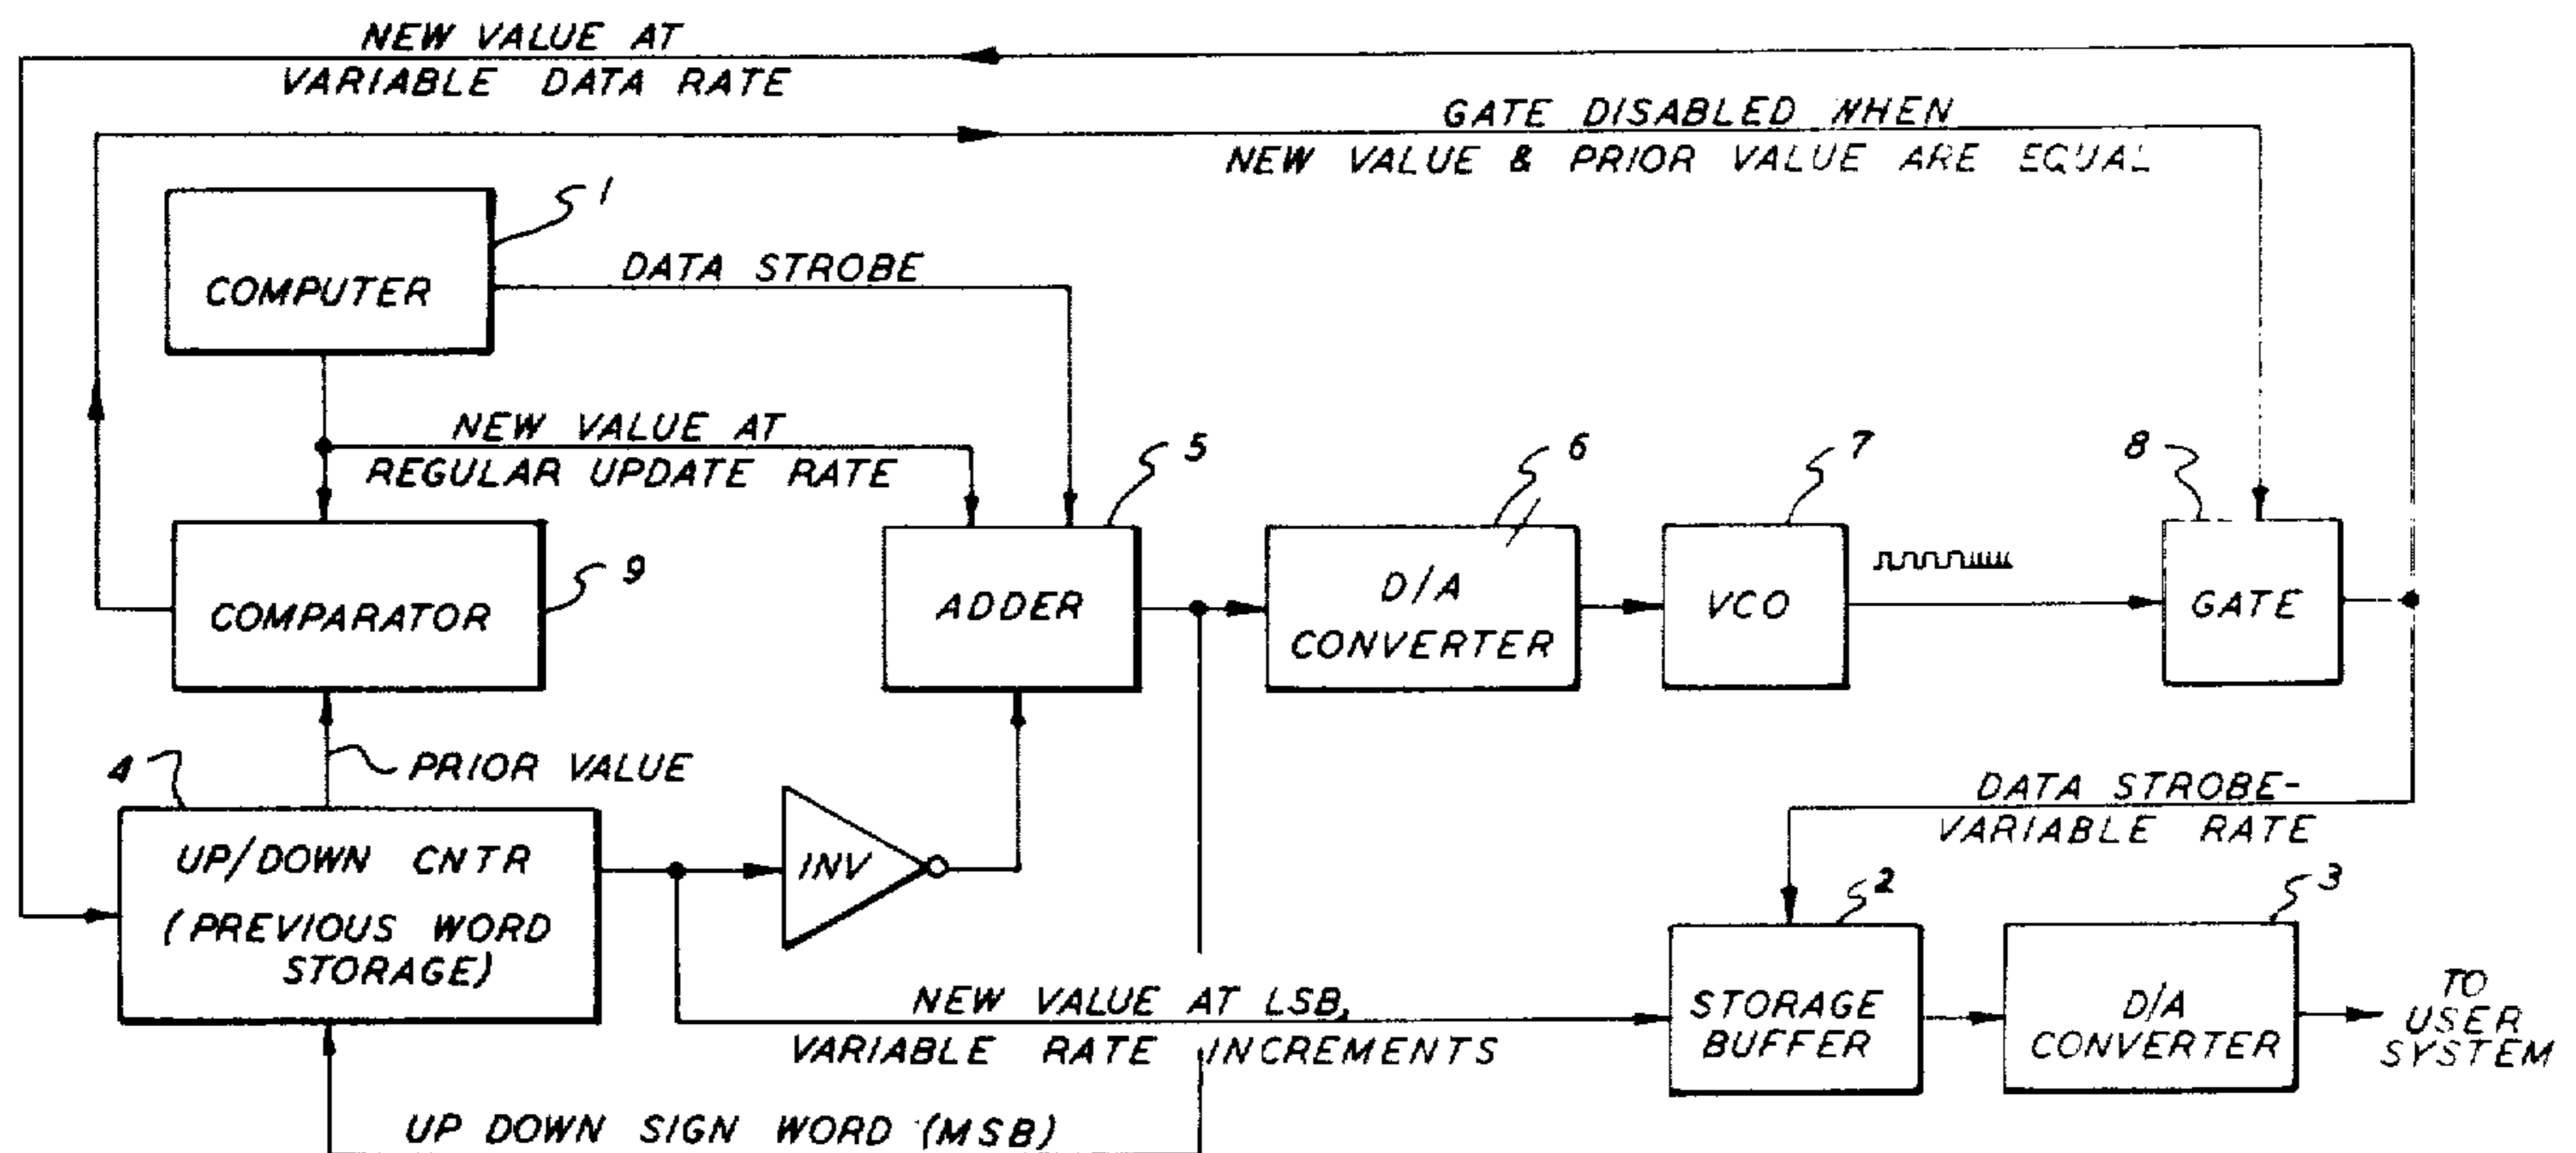 NEW VALUE AT
VARIABLE DATA RATE
GATE DISABLED WHEN
NEW VALUE & PRIOR VALUE ARE EQUAL
1
COMPUTER
DATA STROBE
NEW VALUE AT
REGULAR UPDATE RATE
5
6
7
8
9
COMPARATOR
ADDER
D/A
CONVERTER
VCO
GATE
4
PRIOR VALUE
UP/DOWN CNTR
(PREVIOUS WORD
STORAGE)
INV
DATA STROBE-
VARIABLE RATE
2
3
NEW VALUE AT LSB,
VARIABLE RATE INCREMENTS
STORAGE
BUFFER
D/A
CONVERTER
TO
USER
SYSTEM
UP DOWN SIGN WORD (MSB)